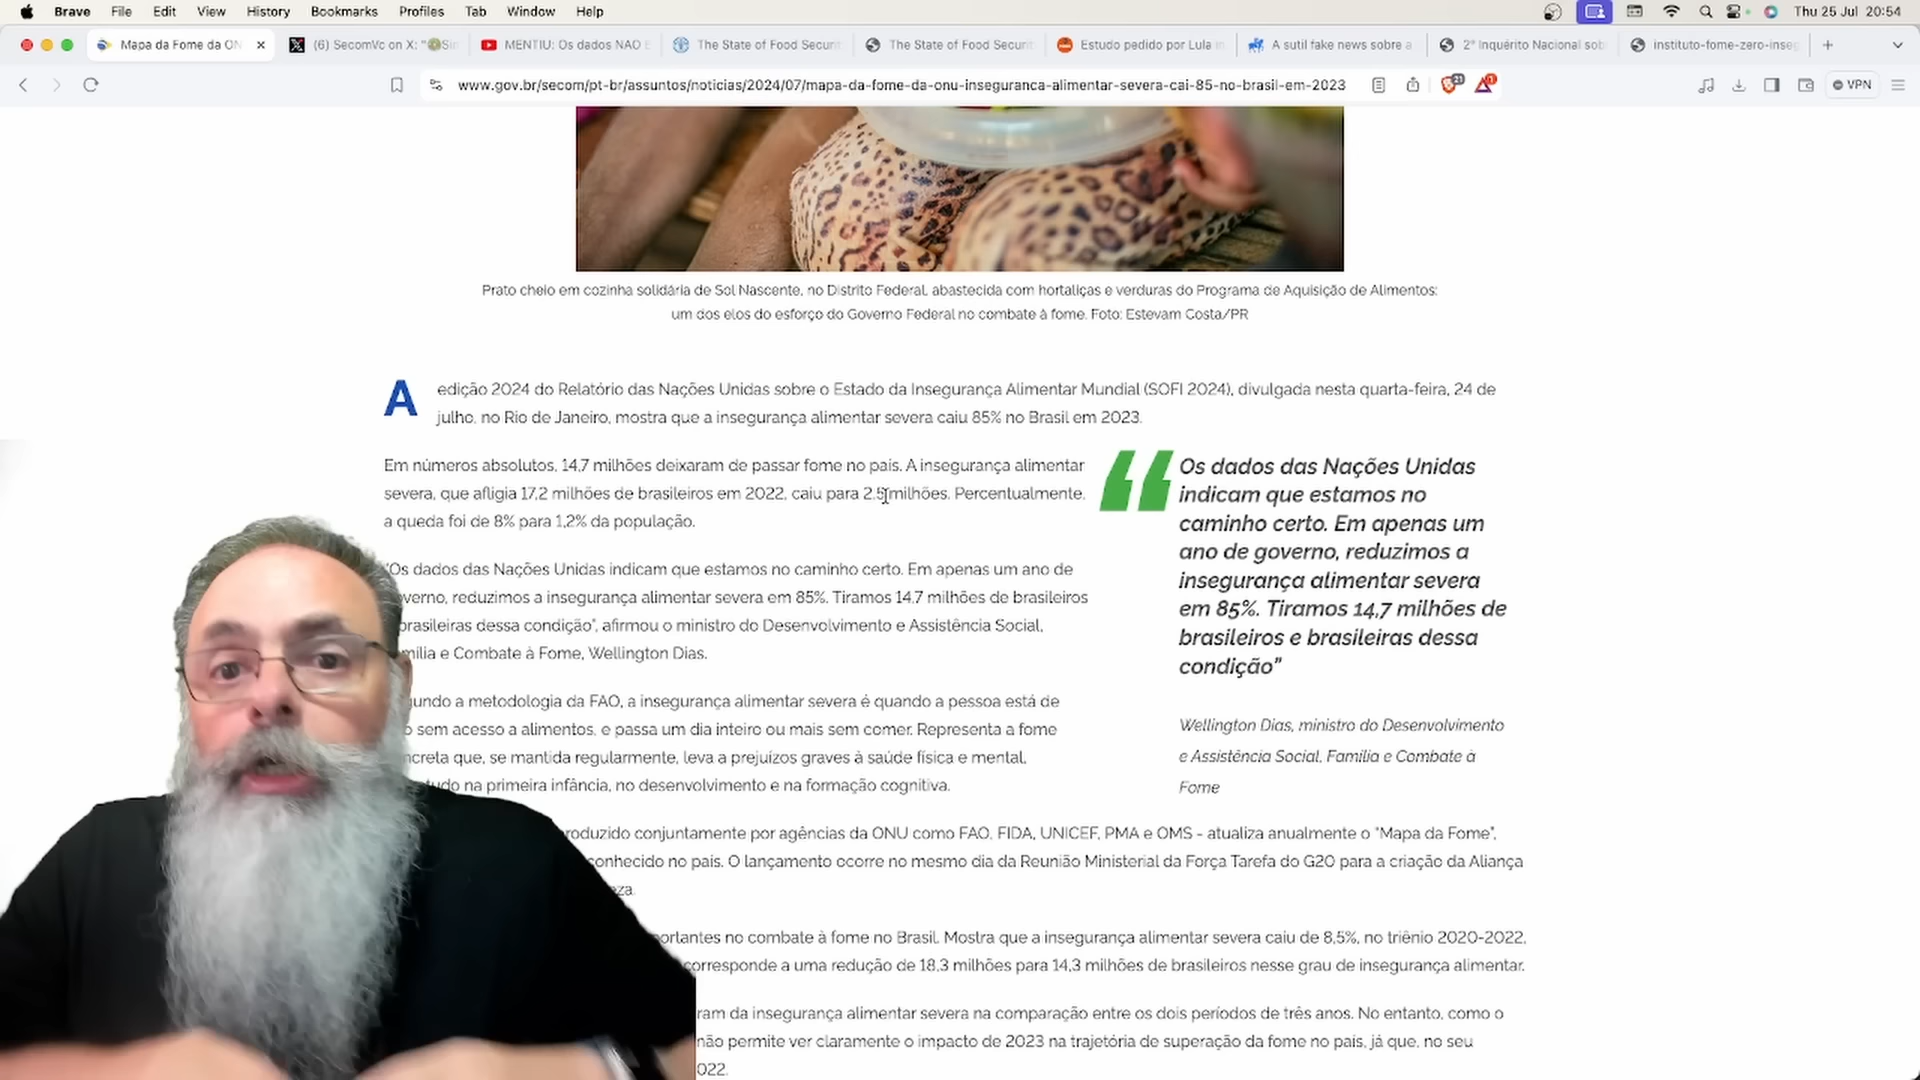 Brave File Edit View History Bookmarks Profiles Tab Window Help Thu 25 Jul 20:54
Mapa da Fome da ON (6) SecomVc on X: MENTIU: Os dados NÃO The State of Food Securit The State of Food Securit Estudo pedido por Lula A sutil fake news sobre a 2º Inquérito Nacional sob instituto-fome-zero-inseg
www.gov.br/secom/pt-br/assuntos/noticias/2024/07/mapa-da-fome-da-onu-inseguranca-alimentar-severa-cai-85-no-brasil-em-2023 VPN
Prato cheio em cozinha solidária de Sol Nascente, no Distrito Federal, abastecida com hortaliças e verduras do Programa de Aquisição de Alimentos:
um dos elos do esforço do Governo Federal no combate à fome. Foto: Estevam Costa/PR
A edição 2024 do Relatório das Nações Unidas sobre o Estado da Insegurança Alimentar Mundial (SOFI 2024), divulgada nesta quarta-feira, 24 de
julho, no Rio de Janeiro, mostra que a insegurança alimentar severa caiu 85% no Brasil em 2023.
Em números absolutos, 14,7 milhões deixaram de passar fome no país. A insegurança alimentar
severa, que afligia 17,2 milhões de brasileiros em 2022, caiu para 2,5 milhões. Percentualmente,
a queda foi de 8% para 1,2% da população.
"Os dados das Nações Unidas indicam que estamos no caminho certo. Em apenas um ano de
verno, reduzimos a insegurança alimentar severa em 85%. Tiramos 14,7 milhões de brasileiros
brasileiras dessa condição", afirmou o ministro do Desenvolvimento e Assistência Social,
mília e Combate à Fome, Wellington Dias.
gundo a metodologia da FAO, a insegurança alimentar severa é quando a pessoa está de
o sem acesso a alimentos, e passa um dia inteiro ou mais sem comer. Representa a fome
ncreta que, se mantida regularmente, leva a prejuízos graves à saúde física e mental,
tudo na primeira infância, no desenvolvimento e na formação cognitiva.
“ Os dados das Nações Unidas
indicam que estamos no
caminho certo. Em apenas um
ano de governo, reduzimos a
insegurança alimentar severa
em 85%. Tiramos 14,7 milhões de
brasileiros e brasileiras dessa
condição”
Wellington Dias, ministro do Desenvolvimento
e Assistência Social, Família e Combate à
Fome
roduzido conjuntamente por agências da ONU como FAO, FIDA, UNICEF, PMA e OMS - atualiza anualmente o “Mapa da Fome”,
conhecido no país. O lançamento ocorre no mesmo dia da Reunião Ministerial da Força Tarefa do G20 para a criação da Aliança
eza.
portantes no combate à fome no Brasil. Mostra que a insegurança alimentar severa caiu de 8,5%, no triênio 2020-2022,
corresponde a uma redução de 18,3 milhões para 14,3 milhões de brasileiros nesse grau de insegurança alimentar.
ram da insegurança alimentar severa na comparação entre os dois períodos de três anos. No entanto, como o
não permite ver claramente o impacto de 2023 na trajetória de superação da fome no país, já que, no seu
022.